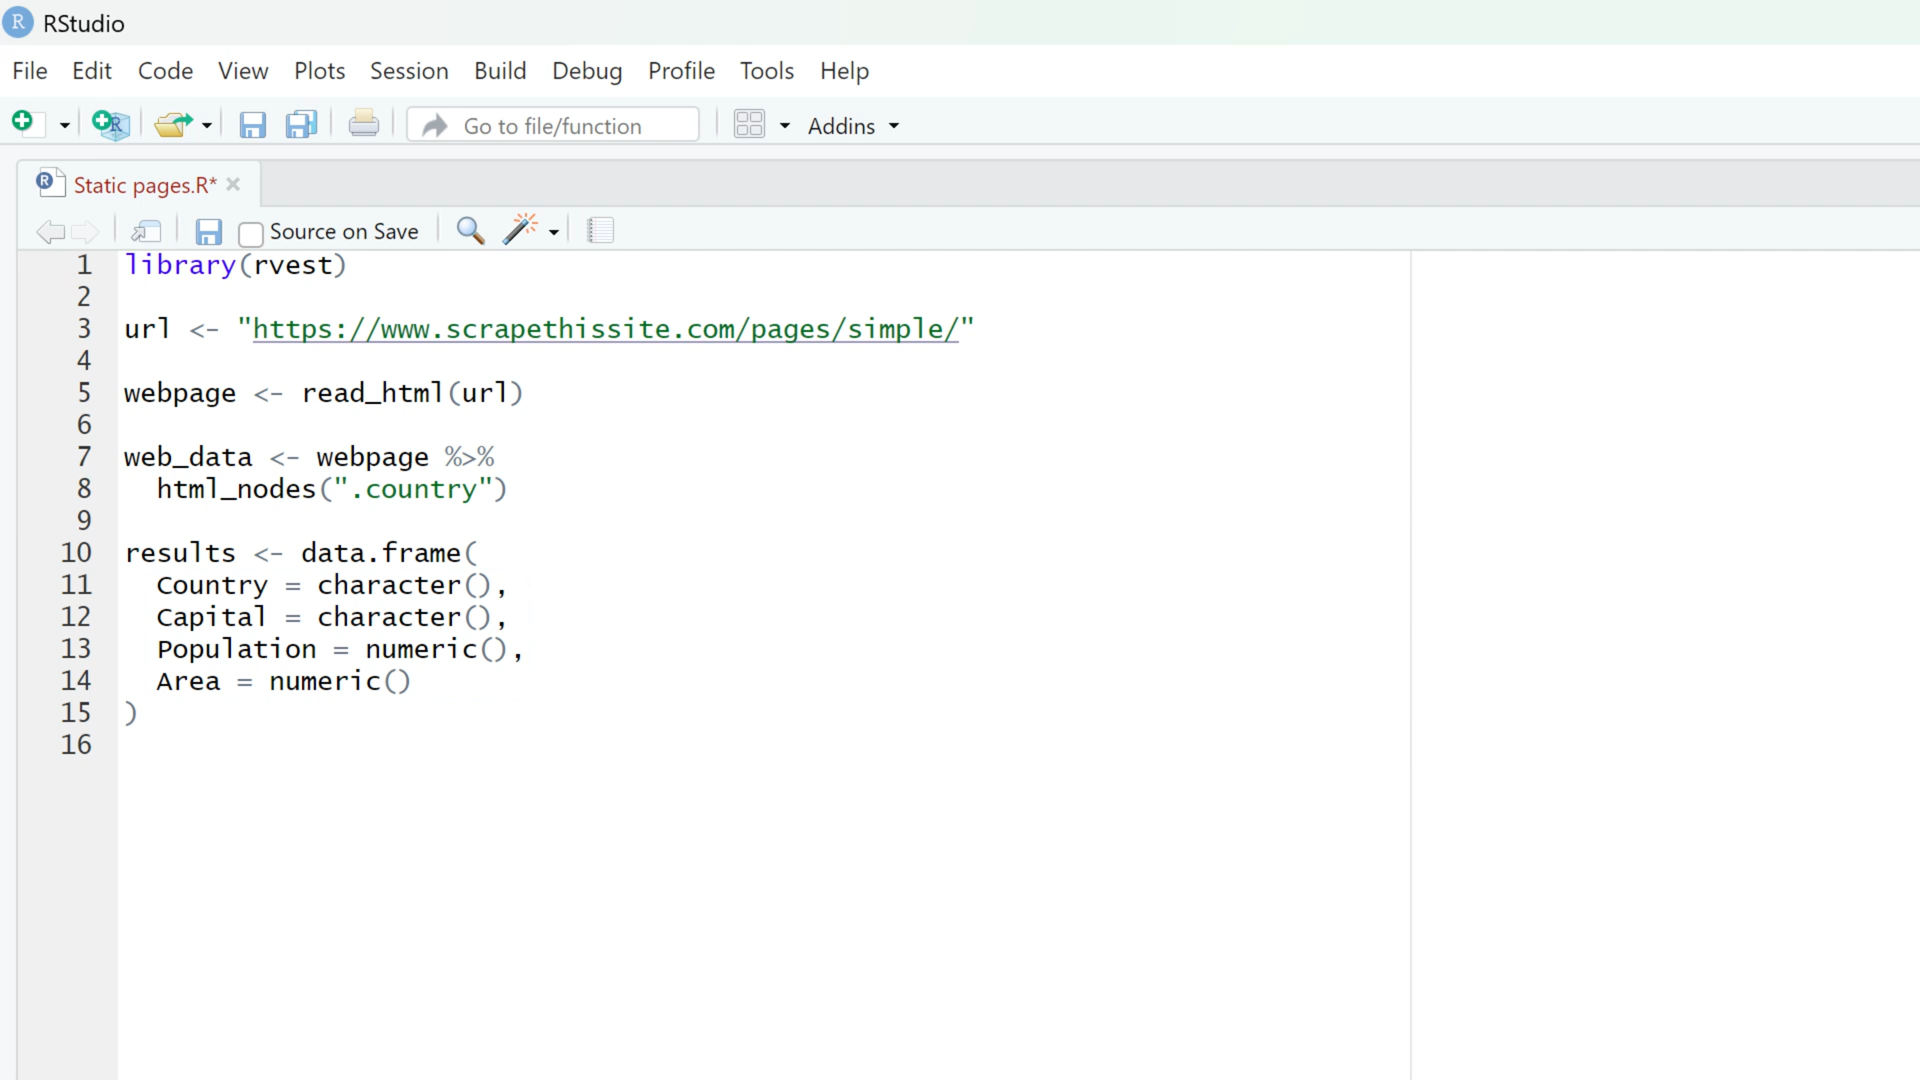 RStudio
File Edit Code View Plots Session Build Debug Profile Tools Help
Go to file/function Addins
Static pages.R*
Source on Save
1 library(rvest)
2
3 url <- "https://www.scrapethissite.com/pages/simple/"
4
5 webpage <- read_html(url)
6
7 web_data <- webpage %>%
8 html_nodes(".country")
9
10 results <- data.frame(
11 Country = character(),
12 Capital = character(),
13 Population = numeric(),
14 Area = numeric()
15 )
16